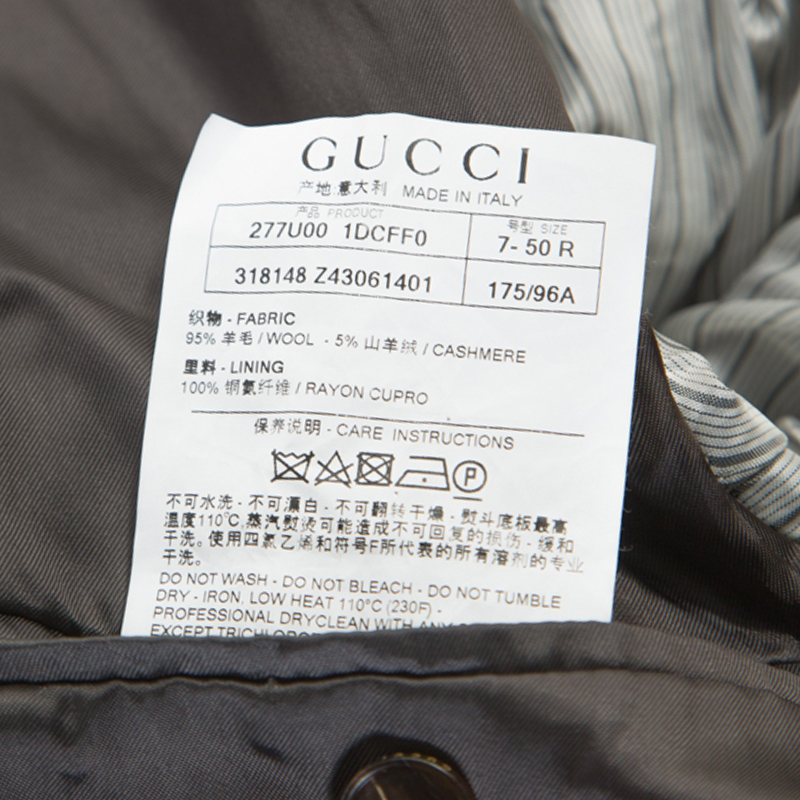 GUCCI
产地:意大利 MADE IN ITALY
产品 PRODUCT 号型 SIZE
277U00 1DCFF0 7- 50 R
318148 Z43061401 175/96A
织物 - FABRIC
95% 羊毛 / WOOL - 5% 山羊绒 / CASHMERE
里料 - LINING
100% 铜氨纤维 / RAYON CUPRO
保养说明 - CARE INSTRUCTIONS
P
不可水洗 - 不可漂白 - 不可翻转干燥 - 熨斗底板最高
温度110°C,蒸汽熨烫可能造成不可回复的损伤 - 缓和
干洗。使用四氯乙烯和符号F所代表的所有溶剂的专业
干洗。
DO NOT WASH - DO NOT BLEACH - DO NOT TUMBLE
DRY - IRON, LOW HEAT 110°C (230F) -
PROFESSIONAL DRYCLEAN WITH ANY
EXCEPT